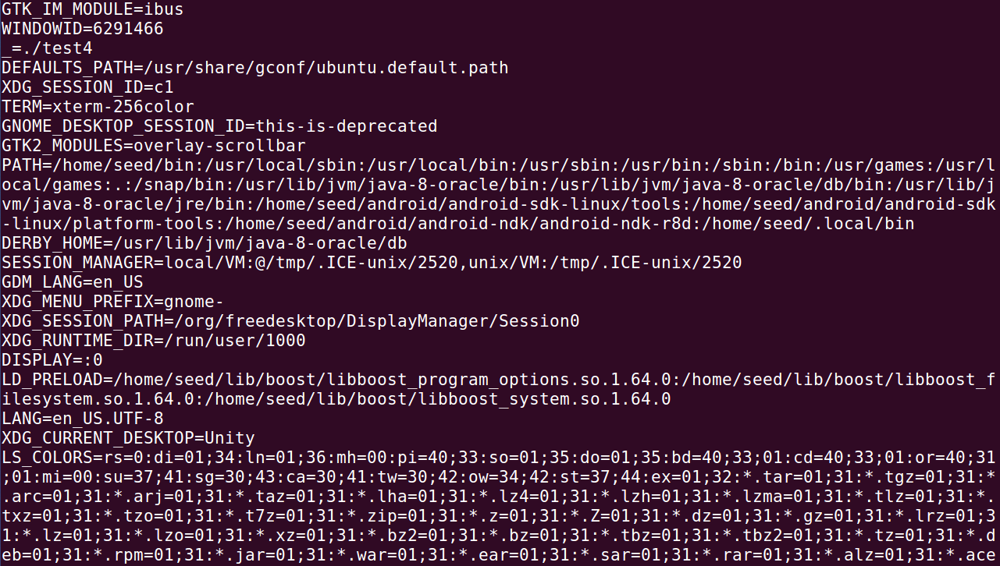 GTK_IM_MODULE=ibus
WINDOWID=6291466
_=./test4
DEFAULTS_PATH=/usr/share/gconf/ubuntu.default.path
XDG_SESSION_ID=c1
TERM=xterm-256color
GNOME_DESKTOP_SESSION_ID=this-is-deprecated
GTK2_MODULES=overlay-scrollbar
PATH=/home/seed/bin:/usr/local/sbin:/usr/local/bin:/usr/sbin:/usr/bin:/sbin:/bin:/usr/games:/usr/l
ocal/games:.:/snap/bin:/usr/lib/jvm/java-8-oracle/bin:/usr/lib/jvm/java-8-oracle/db/bin:/usr/lib/j
vm/java-8-oracle/jre/bin:/home/seed/android/android-sdk-linux/tools:/home/seed/android/android-sdk
-linux/platform-tools:/home/seed/android/android-ndk/android-ndk-r8d:/home/seed/.local/bin
DERBY_HOME=/usr/lib/jvm/java-8-oracle/db
SESSION_MANAGER=local/VM:@/tmp/.ICE-unix/2520,unix/VM:/tmp/.ICE-unix/2520
GDM_LANG=en_US
XDG_MENU_PREFIX=gnome-
XDG_SESSION_PATH=/org/freedesktop/DisplayManager/Session0
XDG_RUNTIME_DIR=/run/user/1000
DISPLAY=:0
LD_PRELOAD=/home/seed/lib/boost/libboost_program_options.so.1.64.0:/home/seed/lib/boost/libboost_f
ilesystem.so.1.64.0:/home/seed/lib/boost/libboost_system.so.1.64.0
LANG=en_US.UTF-8
XDG_CURRENT_DESKTOP=Unity
LS_COLORS=rs=0:di=01;34:ln=01;36:mh=00:pi=40;33:so=01;35:do=01;35:bd=40;33;01:cd=40;33;01:or=40;31
;01:mi=00:su=37;41:sg=30;43:ca=30;41:tw=30;42:ow=34;42:st=37;44:ex=01;32:*.tar=01;31:*.tgz=01;31:*
.arc=01;31:*.arj=01;31:*.taz=01;31:*.lha=01;31:*.lz4=01;31:*.lzh=01;31:*.lzma=01;31:*.tlz=01;31:*.
txz=01;31:*.tzo=01;31:*.t7z=01;31:*.zip=01;31:*.z=01;31:*.Z=01;31:*.dz=01;31:*.gz=01;31:*.lrz=01;3
1:*.lz=01;31:*.lzo=01;31:*.xz=01;31:*.bz2=01;31:*.bz=01;31:*.tbz=01;31:*.tbz2=01;31:*.tz=01;31:*.d
eb=01;31:*.rpm=01;31:*.jar=01;31:*.war=01;31:*.ear=01;31:*.sar=01;31:*.rar=01;31:*.alz=01;31:*.ace